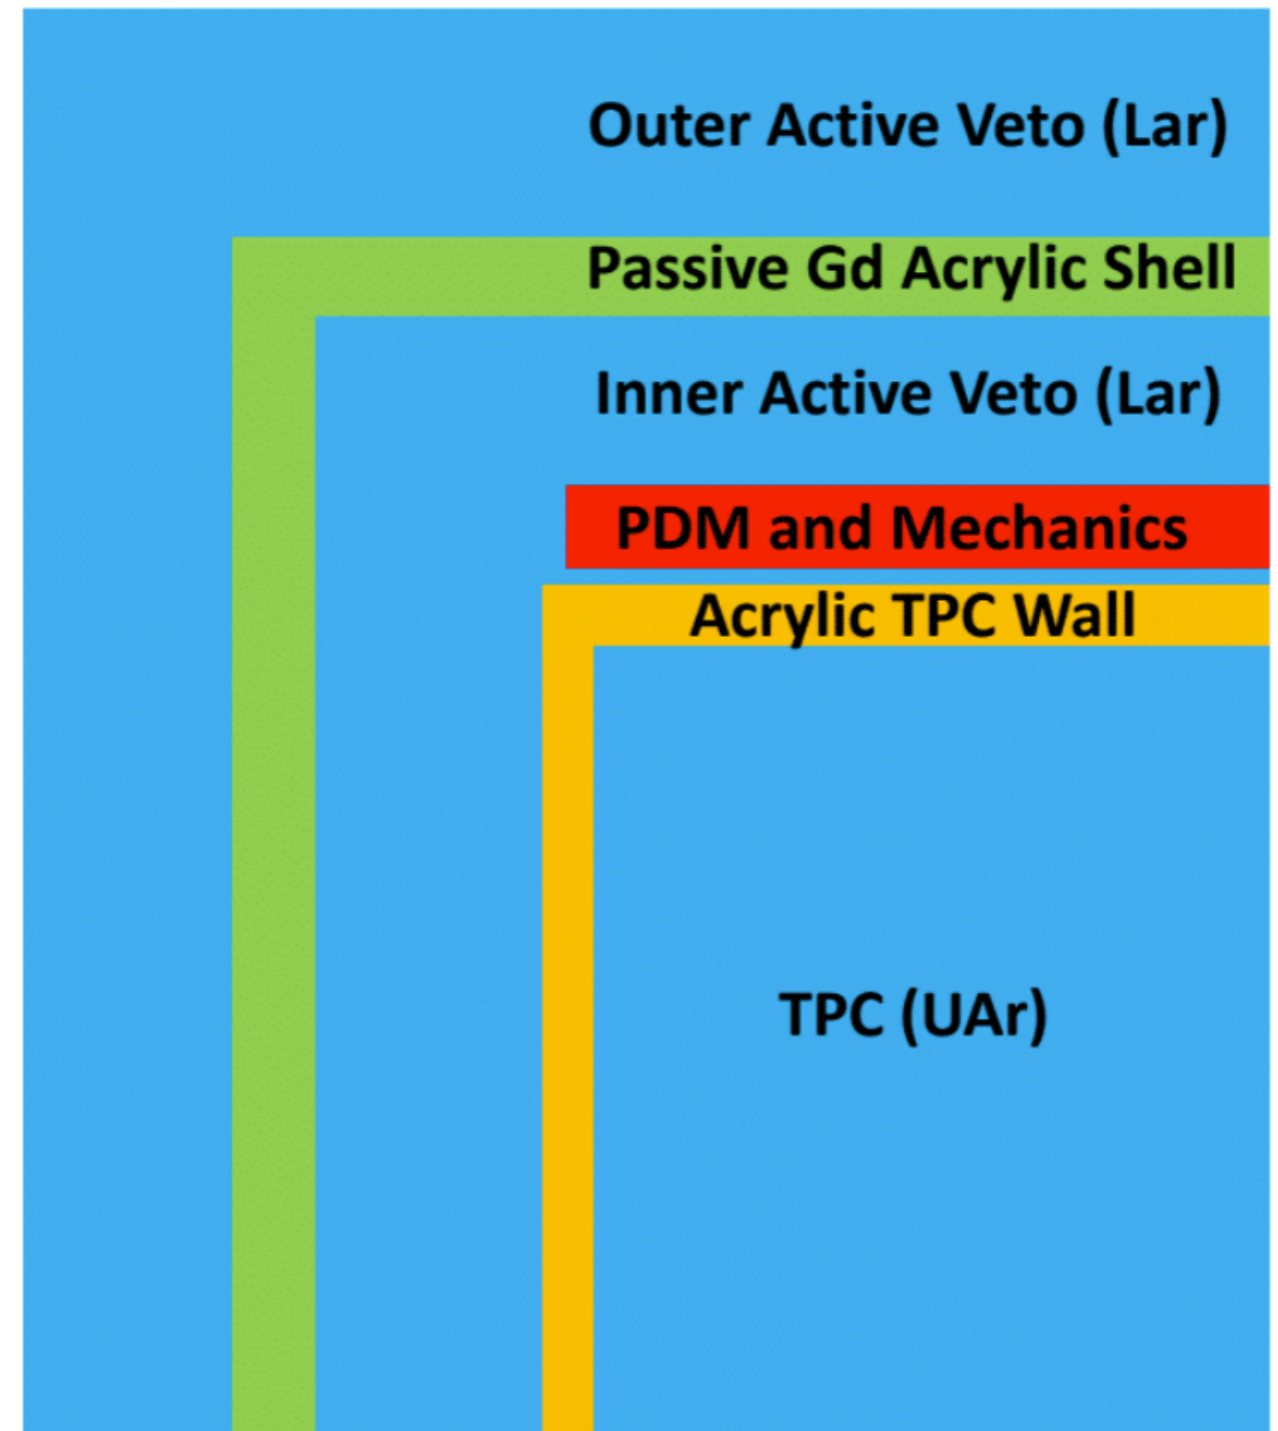 Outer Active Veto (Lar)
Passive Gd Acrylic Shell
Inner Active Veto (Lar)
PDM and Mechanics
Acrylic TPC Wall
TPC (UAr)